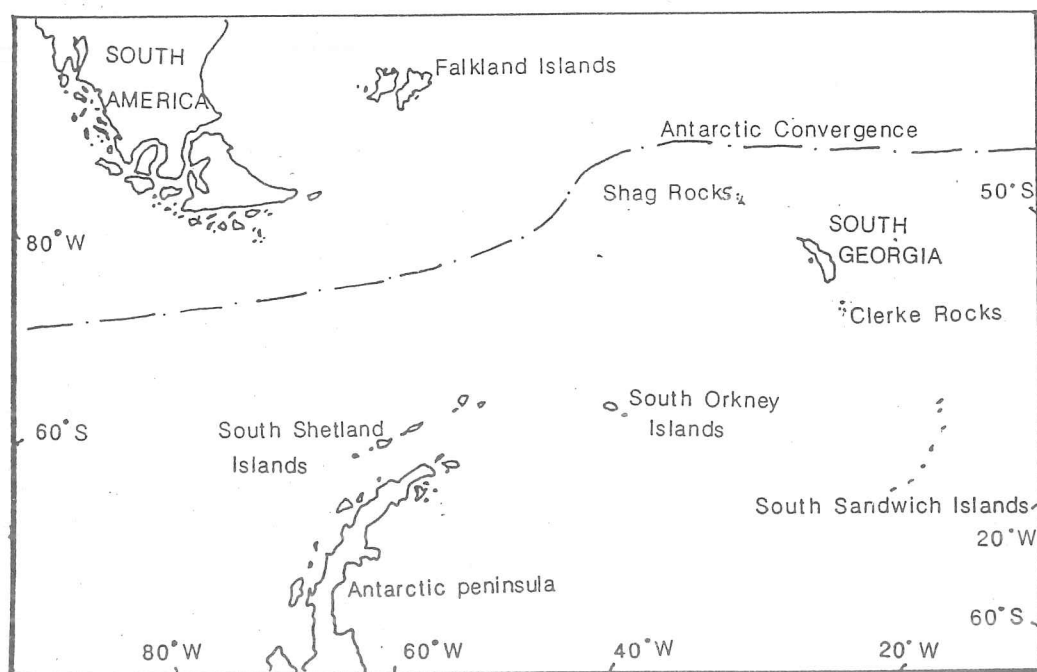 SOUTH
AMERICA
Falkland Islands
Antarctic Convergence
Shag Rocks
50°S
80°W
SOUTH
GEORGIA
Clerke Rocks
60°S
South Shetland
Islands
South Orkney
Islands
South Sandwich Islands
20°W
Antarctic peninsula
60°S
80°W
60°W
40°W
20°W